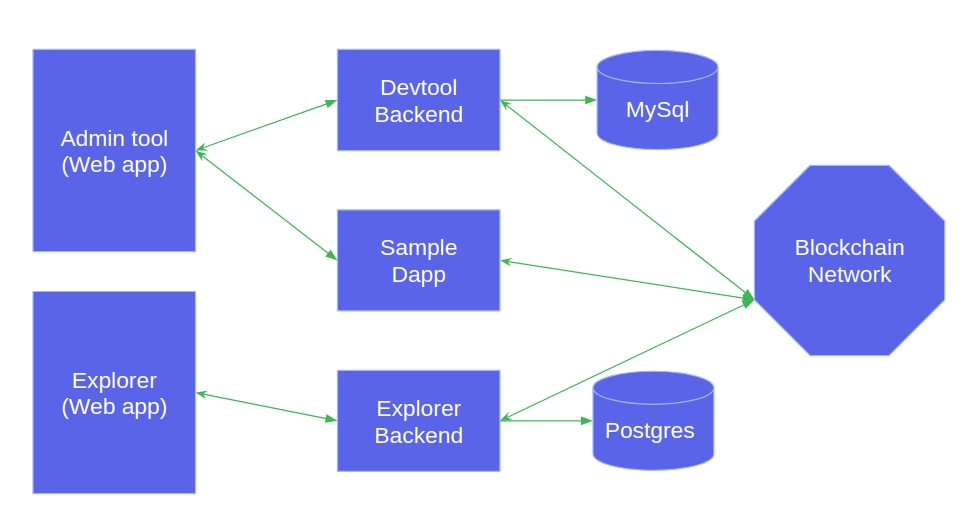 Admin tool
(Web app)
Devtool
Backend
MySql
Sample
Dapp
Blockchain
Network
Explorer
(Web app)
Explorer
Backend
Postgres